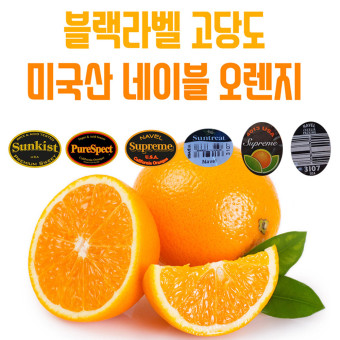 블랙라벨 고당도
미국산 네이블 오렌지
Sunkist
PureSpect
NAVEL
Supreme
U.S.A.
Suntreat
Supreme
NAVEL
3107